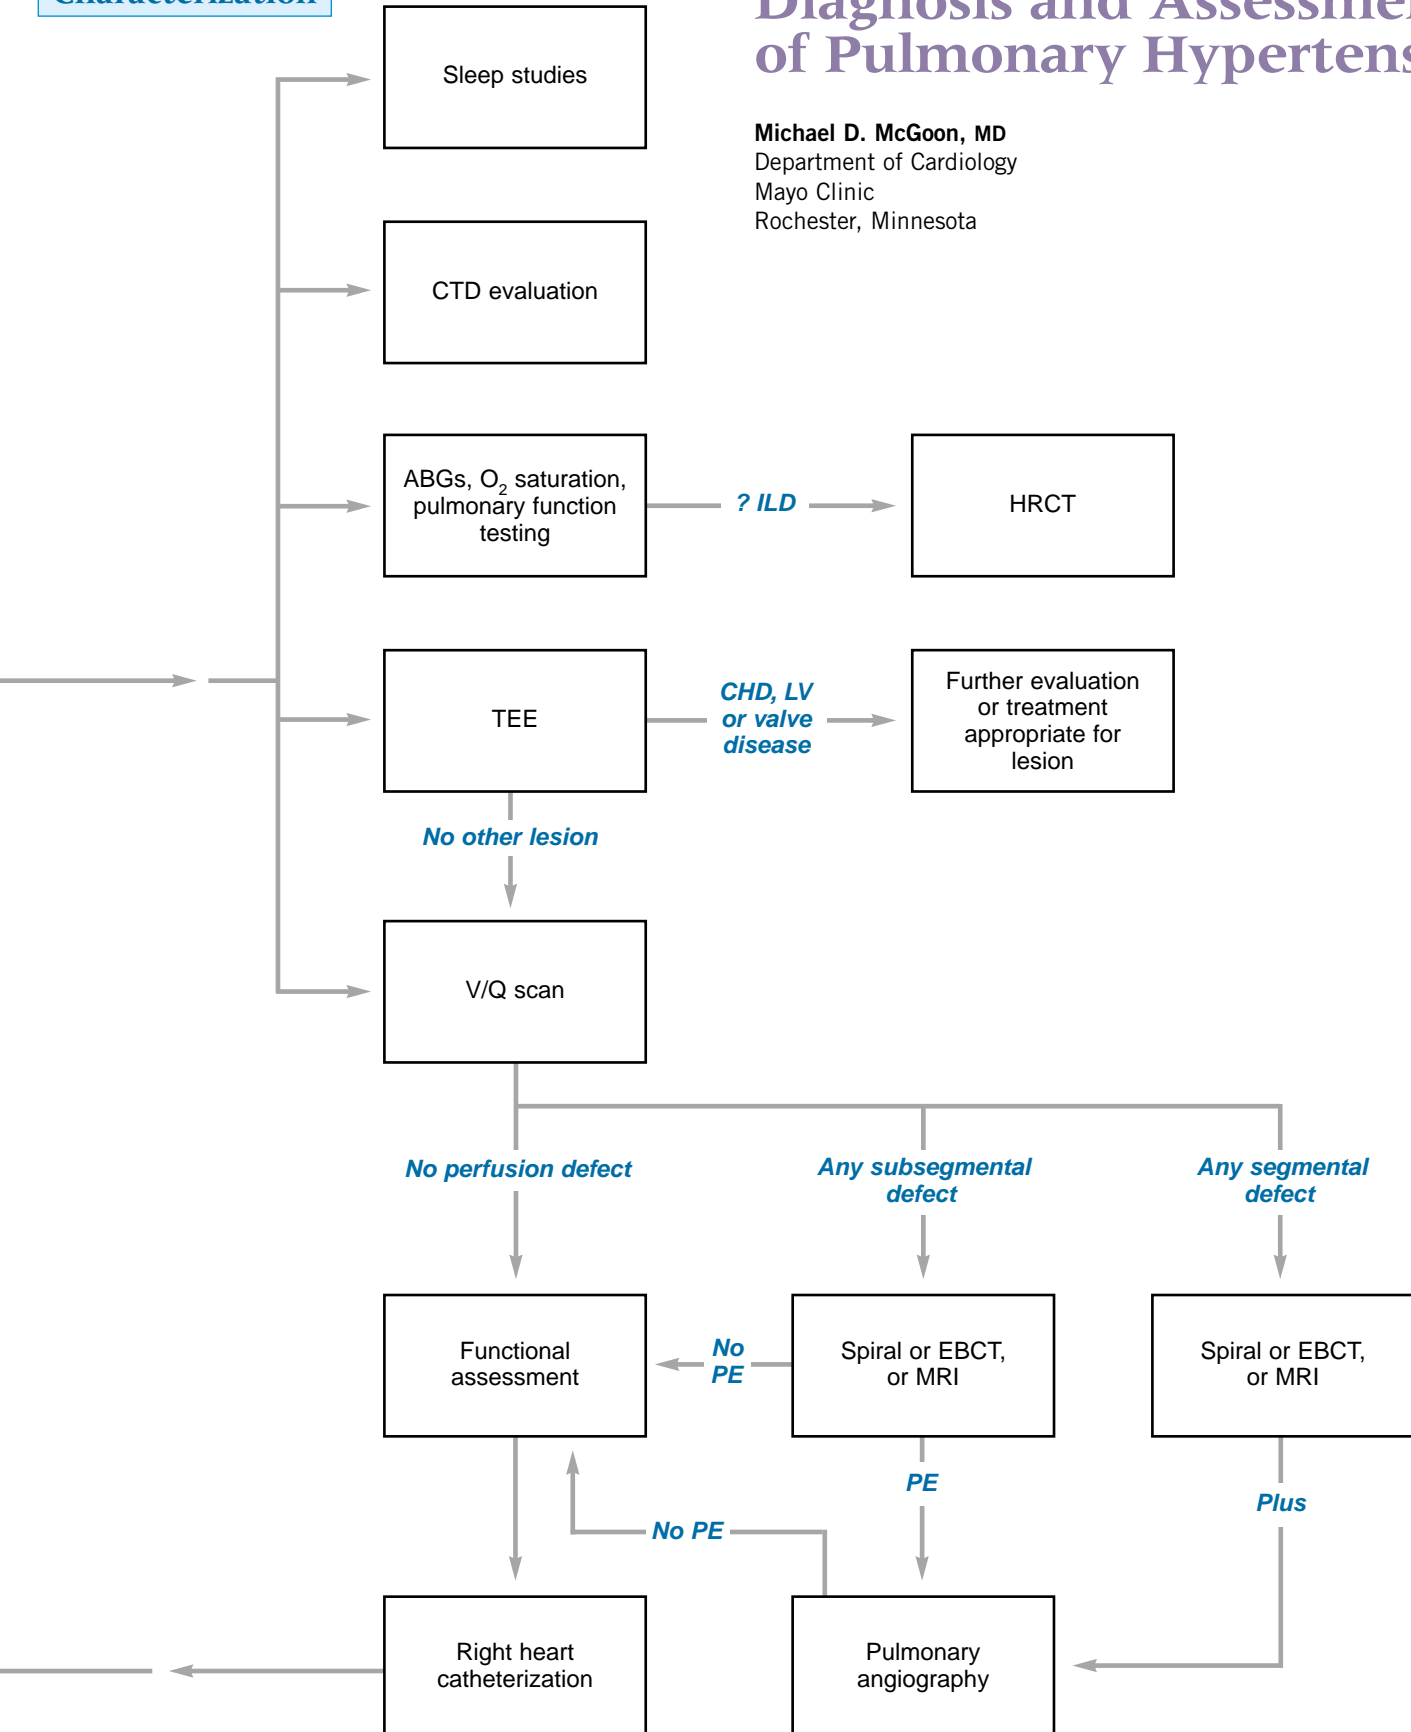 Characterization
Diagnosis and
of Pulmonary
Michael D. McGoon, MD
Department of Cardiology
Mayo Clinic
Rochester, Minnesota
Sleep studies
CTD evaluation
ABGs, O2 saturation,
pulmonary function
testing
? ILD
HRCT
TEE
CHD, LV
or valve
disease
Further evaluation
or treatment
appropriate for
lesion
No other lesion
V/Q scan
No perfusion defect
Any subsegmental
defect
Any segmental
defect
Functional
assessment
No
PE
Spiral or EBCT,
or MRI
Spiral or EBCT,
or MRI
PE
Plus
No PE
Right heart
catheterization
Pulmonary
angiography